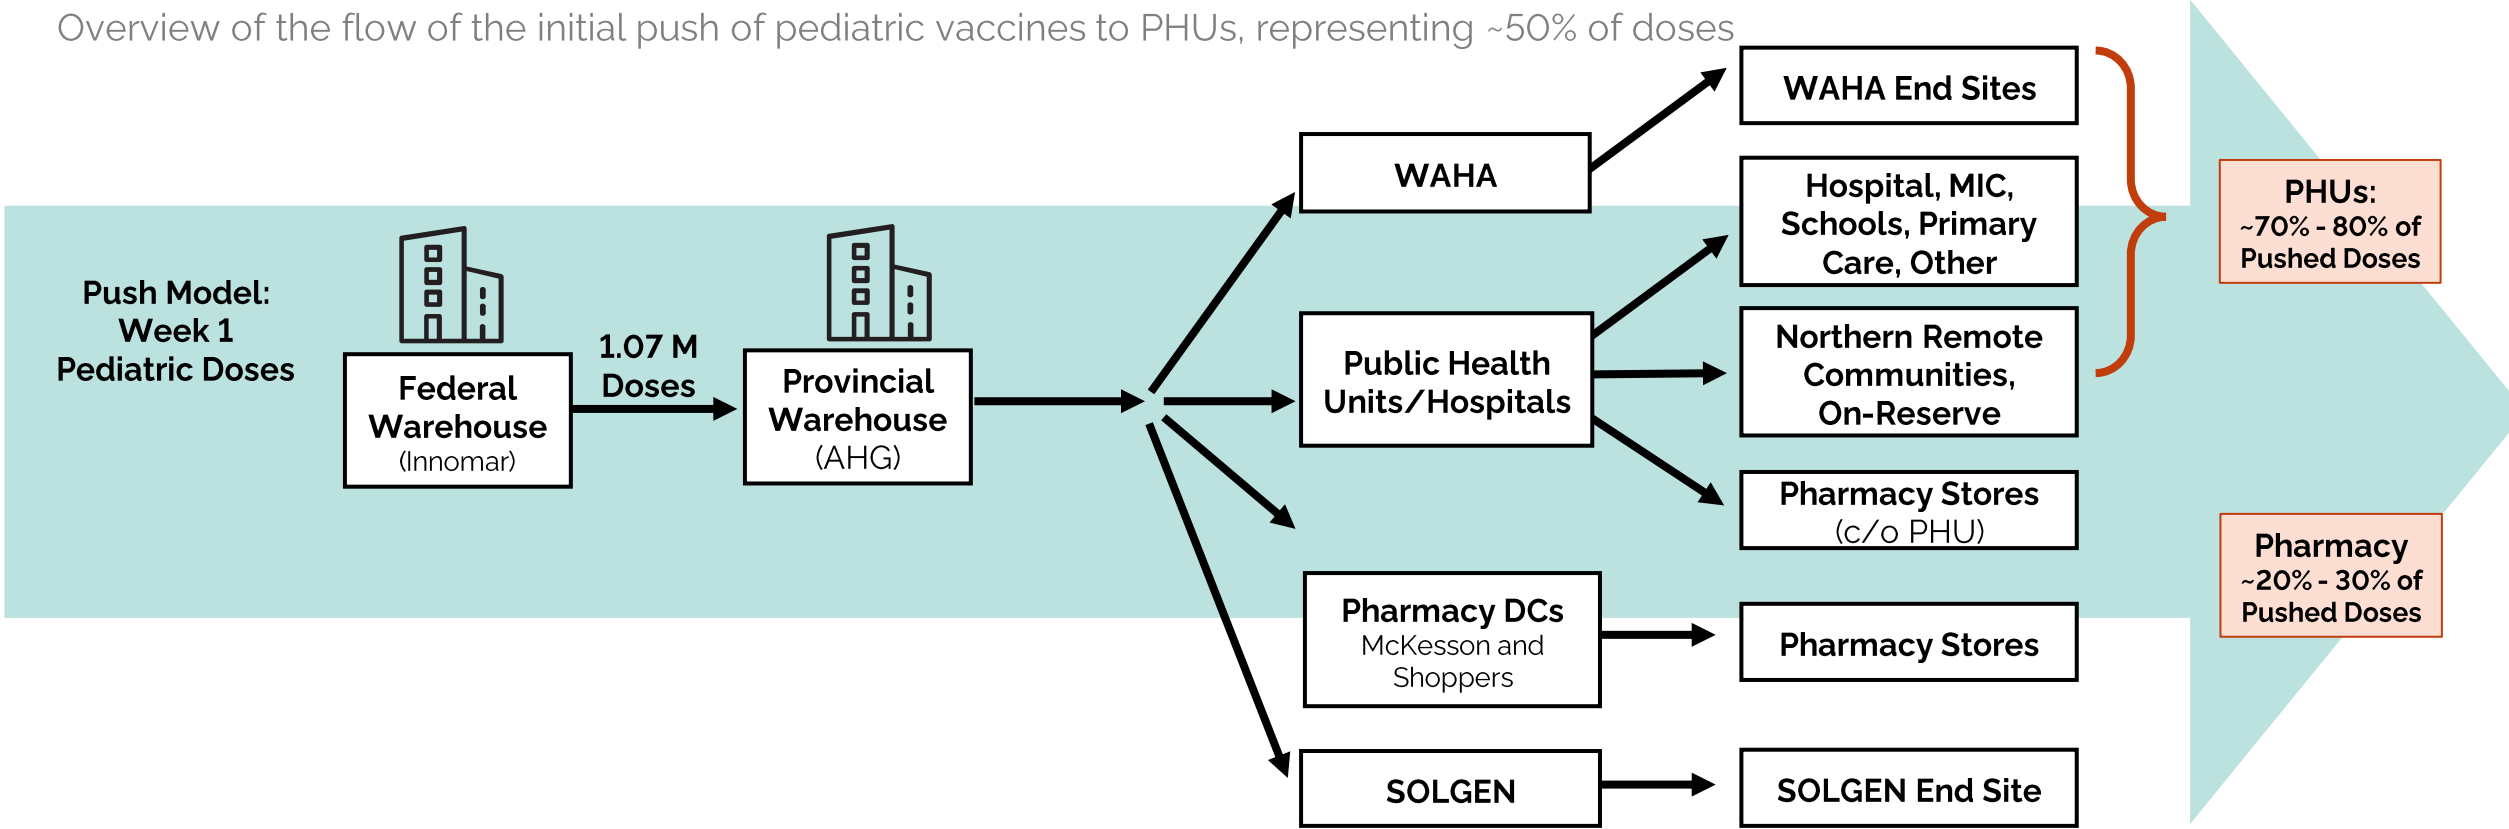 Overview of the flow of the initial push of pediatric vaccines to PHUs, representing ~50% of doses
Push Model:
Week 1
Pediatric Doses
Federal
Warehouse
(Innomar)
1.07 M
Doses
Provincial
Warehouse
(AHG)
WAHA
Public Health
Units/Hospitals
Pharmacy DCs
McKesson and
Shoppers
SOLGEN
WAHA End Sites
Hospital, MIC,
Schools, Primary
Care, Other
Northern Remote
Communities,
On-Reserve
Pharmacy Stores
(c/o PHU)
Pharmacy Stores
SOLGEN End Site
PHUs:
~70% - 80% of
Pushed Doses
Pharmacy
~20% - 30% of
Pushed Doses